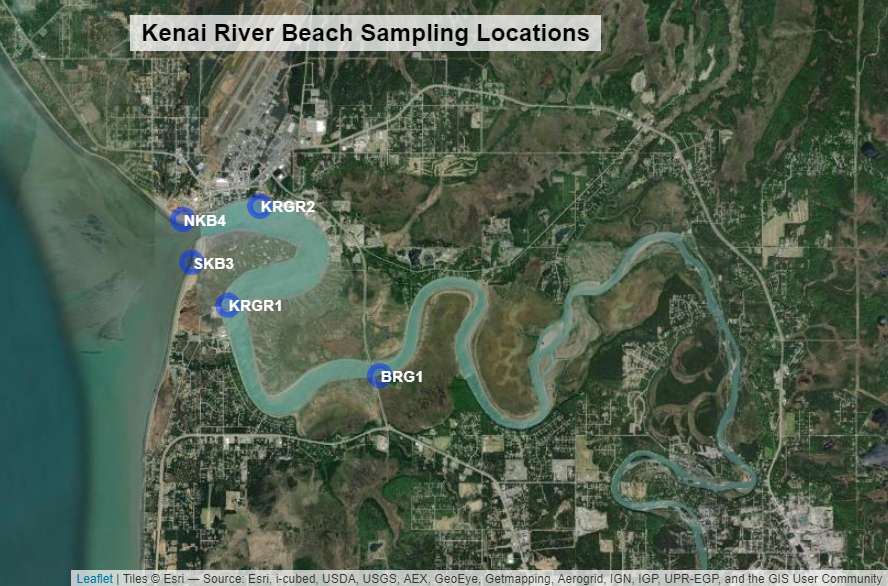 Kenai River Beach Sampling Locations
KRGR2
NKB4
SKB3
KRGR1
BRG1
Leaflet | Tiles © Esri — Source: Esri, i-cubed, USDA, USGS, AEX, GeoEye, Getmapping, Aerogrid, IGN, IGP, UPR-EGP, and the GIS User Community